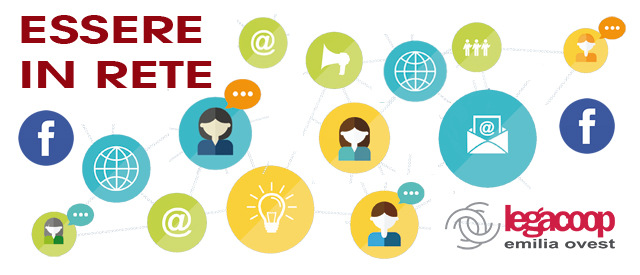 ESSERE
IN RETE
@
@
@
f
f
legacoop
emilia ovest